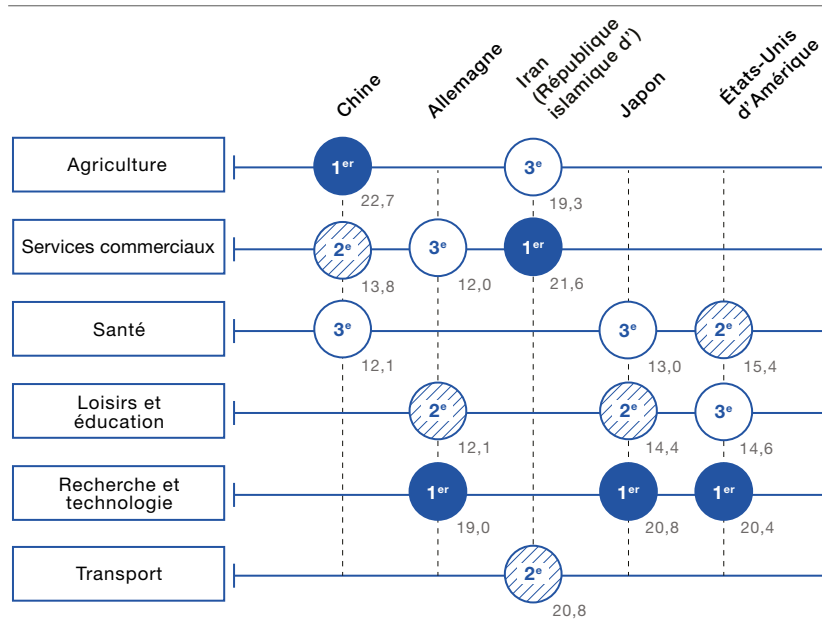 Chine
Allemagne
Iran
(République
islamique d')
Japon
États-Unis
d'Amérique
Agriculture
1er
22,7
3e
19,3
Services commerciaux
2e
13,8
3e
12,0
1er
21,6
Santé
3e
12,1
3e
13,0
2e
15,4
Loisirs et
éducation
2e
12,1
2e
14,4
3e
14,6
Recherche et
technologie
1er
19,0
1er
20,8
1er
20,4
Transport
2e
20,8